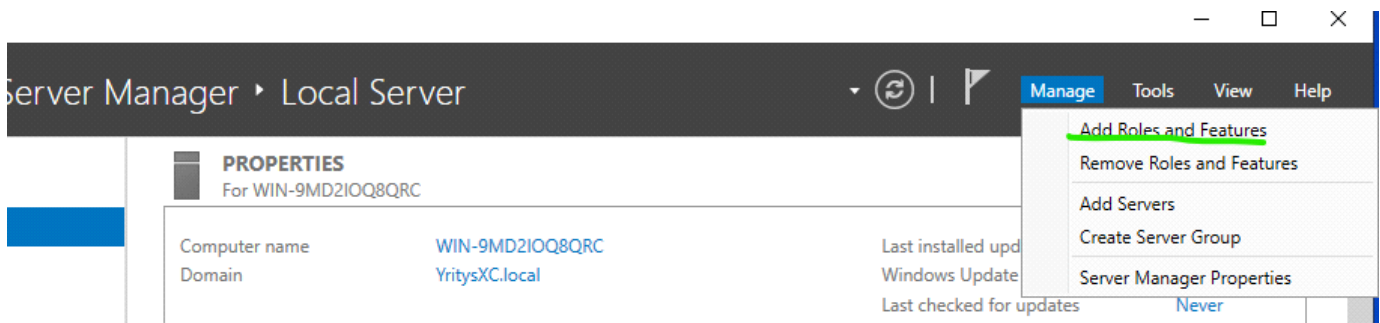 Server Manager ‣ Local Server
Manage Tools View Help
Add Roles and Features
Remove Roles and Features
Add Servers
Create Server Group
Server Manager Properties
PROPERTIES
For WIN-9MD2IOQ8QRC
Computer name WIN-9MD2IOQ8QRC
Domain YritysXC.local
Last installed upd
Windows Update
Last checked for updates Never